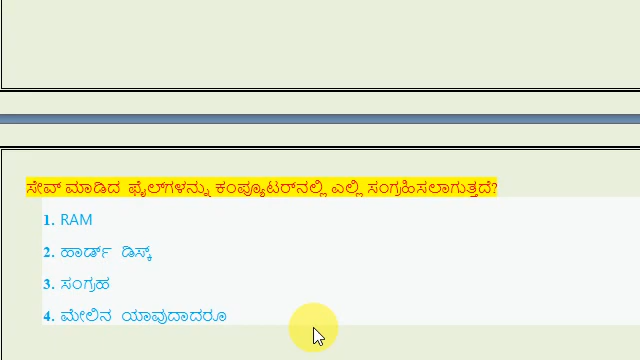 ಸೇವ್ ಮಾಡಿದ ಫೈಲ್‌ಗಳನ್ನು ಕಂಪ್ಯೂಟರ್‌ನಲ್ಲಿ ಎಲ್ಲಿ ಸಂಗ್ರಹಿಸಲಾಗುತ್ತದೆ?
1. RAM
2. ಹಾರ್ಡ್ ಡಿಸ್ಕ್
3. ಸಂಗ್ರಹ
4. ಮೇಲಿನ ಯಾವುದಾದರೂ